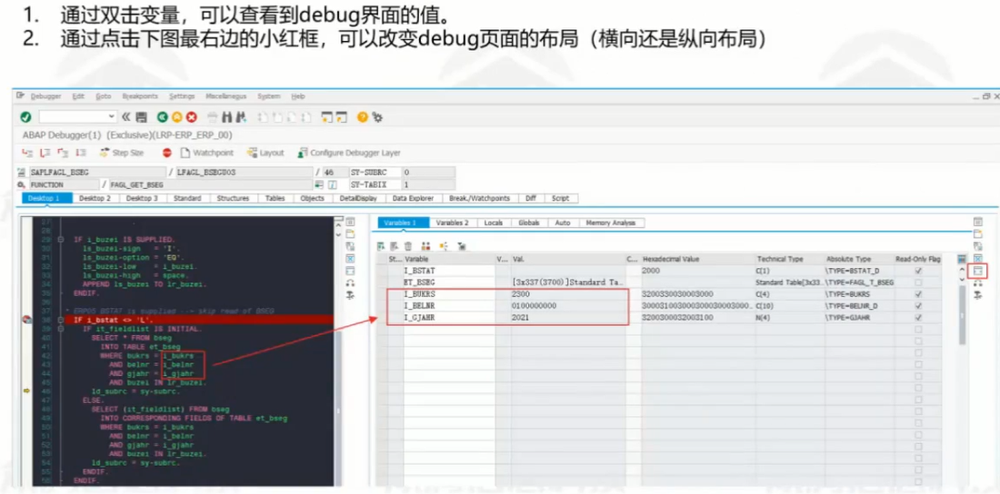 1. 通过双击变量，可以查看到debug界面的值。
2. 通过点击下图最右边的小红框，可以改变debug页面的布局（横向还是纵向布局）
Debugger Edit Goto Breakpoints Settings Miscellaneous System Help
ABAP Debugger(1) (Exclusive)(LRP-ERP_ERP_00)
Step Size Watchpoint Layout Configure Debugger Layer
SAPLFAGL_BSEG / LFAGL_BSEGU03 / 46 SY-SUBRC 0
FUNCTION / FAGL_GET_BSEG SY-TABIX 1
Desktop 1 Desktop 2 Desktop 3 Standard Structures Tables Objects DetailDisplay Data Explorer Break./Watchpoints Diff Script
27
28
29 IF i_buzei IS SUPPLIED.
30 ls_buzei-sign = 'I'.
31 ls_buzei-option = 'EQ'.
32 ls_buzei-low = i_buzei.
33 ls_buzei-high = space.
34 APPEND ls_buzei TO lr_buzei.
35 ENDIF.
36
37 * ERP05 BSTAT is supplied --> skip read of BSEG
38 IF i_bstat <> 'L'.
39 IF it_fieldlist IS INITIAL.
40 SELECT * FROM bseg
41 INTO TABLE et_bseg
42 WHERE bukrs = i_bukrs
43 AND belnr = i_belnr
44 AND gjahr = i_gjahr
45 AND buzei IN lr_buzei.
46 ld_subrc = sy-subrc.
47 ELSE.
48 SELECT (it_fieldlist) FROM bseg
49 INTO CORRESPONDING FIELDS OF TABLE et_bseg
50 WHERE bukrs = i_bukrs
51 AND belnr = i_belnr
52 AND gjahr = i_gjahr
53 AND buzei IN lr_buzei.
54 ld_subrc = sy-subrc.
55 ENDIF.
56 ENDIF.
Variables 1 Variables 2 Locals Globals Auto Memory Analysis
St... Variable V... Val. C... Hexadecimal Value Technical Type Absolute Type Read-Only Flag
I_BSTAT 2000 C(1) \TYPE=BSTAT_D
ET_BSEG [3x337(3700)]Standard Ta... Standard Table[3x33... \TYPE=FAGL_T_BSEG
I_BUKRS 2300 3200330030003000 C(4) \TYPE=BUKRS
I_BELNR 0100000000 3000310030003000300030003000... C(10) \TYPE=BELNR_D
I_GJAHR 2021 3200300032003100 N(4) \TYPE=GJAHR